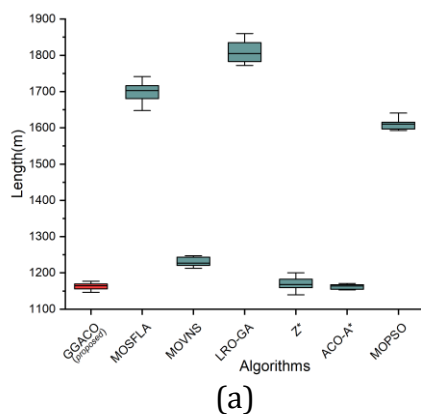 1900
1800
1700
1600
1500
1400
1300
1200
1100
Length(m)
GGACO
(proposed)
MOSFLA
MOVNS
LRO-GA
Z*
ACO-A*
MOPSO
Algorithms
(a)